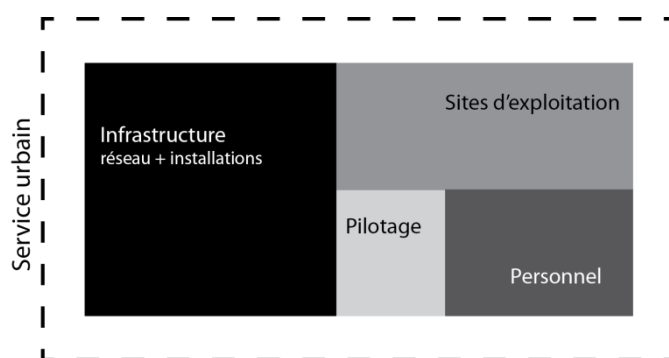 Service urbain
Infrastructure
réseau + installations
Sites d'exploitation
Pilotage
Personnel